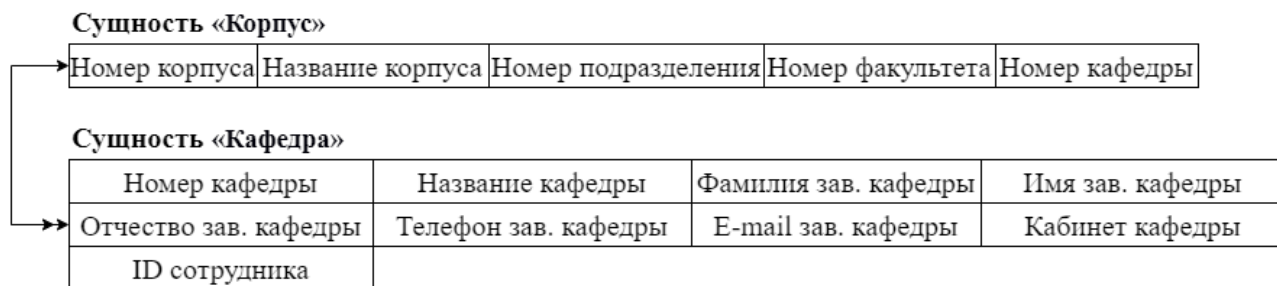 Сущность «Корпус»
Номер корпуса Название корпуса Номер подразделения Номер факультета Номер кафедры
Сущность «Кафедра»
Номер кафедры Название кафедры Фамилия зав. кафедры Имя зав. кафедры
Отчество зав. кафедры Телефон зав. кафедры E-mail зав. кафедры Кабинет кафедры
ID сотрудника